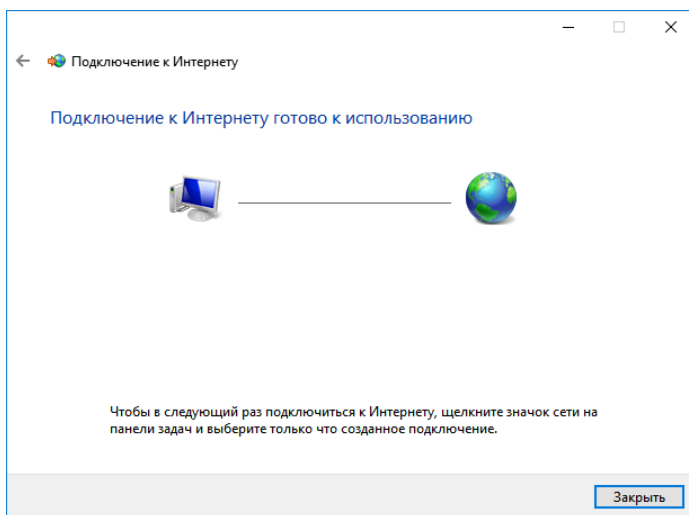 Подключение к Интернету
Подключение к Интернету готово к использованию
Чтобы в следующий раз подключиться к Интернету, щелкните значок сети на
панели задач и выберите только что созданное подключение.
Закрыть